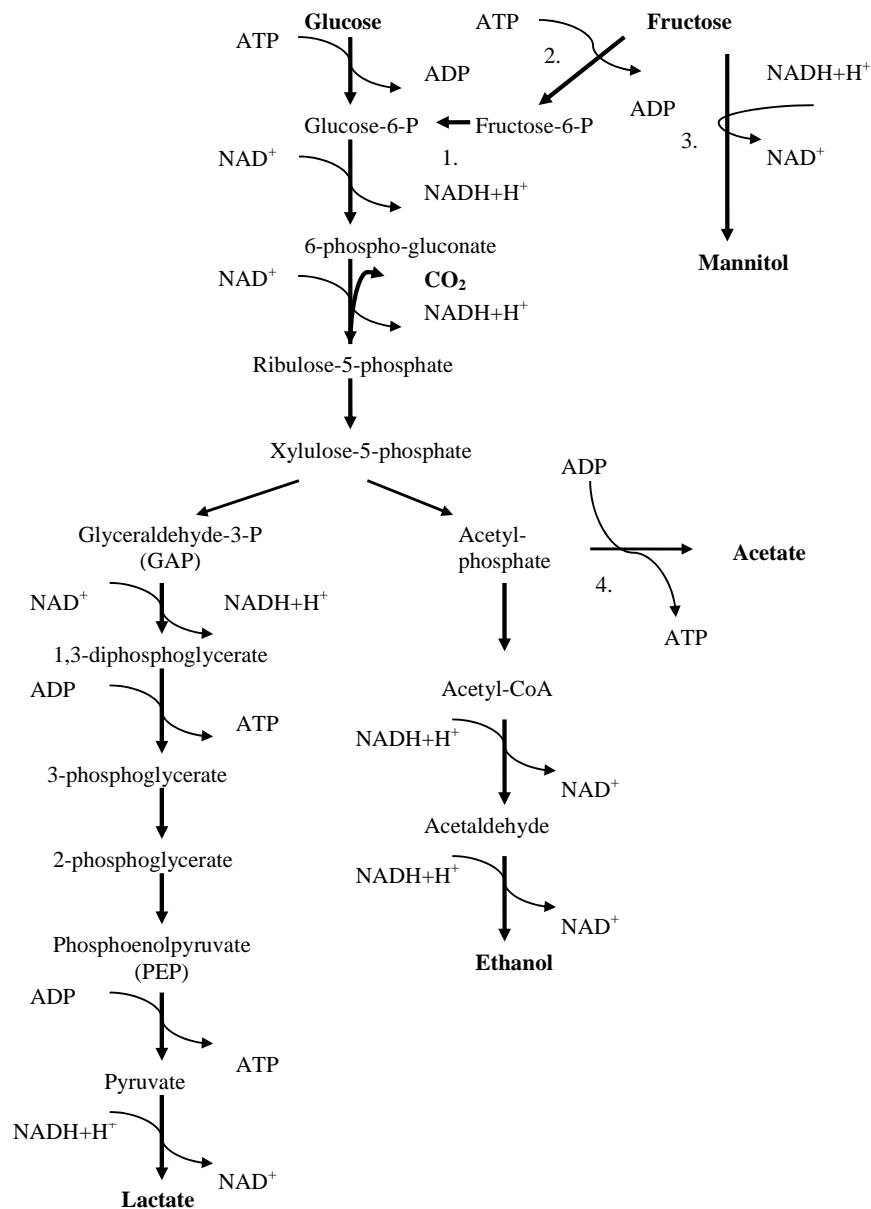 Glucose
ATP
Fructose
ATP
2.
ADP
NADH+H⁺
ADP
Glucose-6-P
Fructose-6-P
3.
1.
NAD⁺
NAD⁺
NADH+H⁺
6-phospho-gluconate
Mannitol
NAD⁺
CO₂
NADH+H⁺
Ribulose-5-phosphate
Xylulose-5-phosphate
ADP
Glyceraldehyde-3-P
(GAP)
Acetyl-
phosphate
Acetate
4.
NAD⁺
NADH+H⁺
ATP
1,3-diphosphoglycerate
ADP
Acetyl-CoA
ATP
NADH+H⁺
3-phosphoglycerate
NAD⁺
Acetaldehyde
2-phosphoglycerate
NADH+H⁺
NAD⁺
Phosphoenolpyruvate
(PEP)
Ethanol
ADP
ATP
Pyruvate
NADH+H⁺
NAD⁺
Lactate